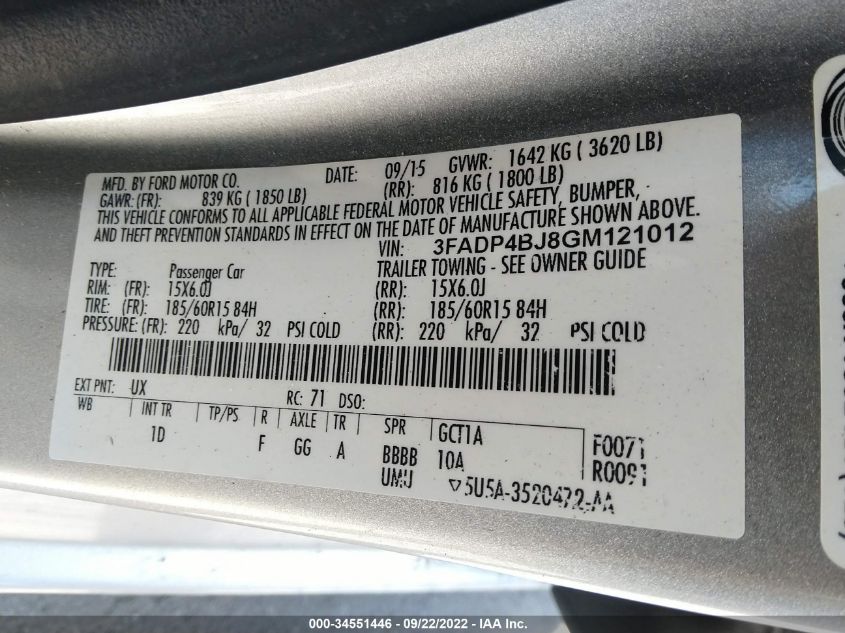 MFD. BY FORD MOTOR CO. DATE: 09/15 GVWR: 1642 KG ( 3620 LB)
GAWR: (FR): 839 KG ( 1850 LB) (RR): 816 KG ( 1800 LB)
THIS VEHICLE CONFORMS TO ALL APPLICABLE FEDERAL MOTOR VEHICLE SAFETY, BUMPER,
AND THEFT PREVENTION STANDARDS IN EFFECT ON THE DATE OF MANUFACTURE SHOWN ABOVE.
VIN: 3FADP4BJ8GM121012
TYPE: Passenger Car TRAILER TOWING - SEE OWNER GUIDE
RIM: (FR): 15X6.0J (RR): 15X6.0J
TIRE: (FR): 185/60R15 84H (RR): 185/60R15 84H
PRESSURE: (FR): 220 kPa/ 32 PSI COLD (RR): 220 kPa/ 32 PSI COLD
EXT PNT: UX RC: 71 DSO:
WB INT TR TP/PS R AXLE TR SPR GCT1A F0071
1D F GG A BBBB 10A R0091
UMU 5U5A-3520472-AA
000-34551446 - 09/22/2022 - IAA Inc.